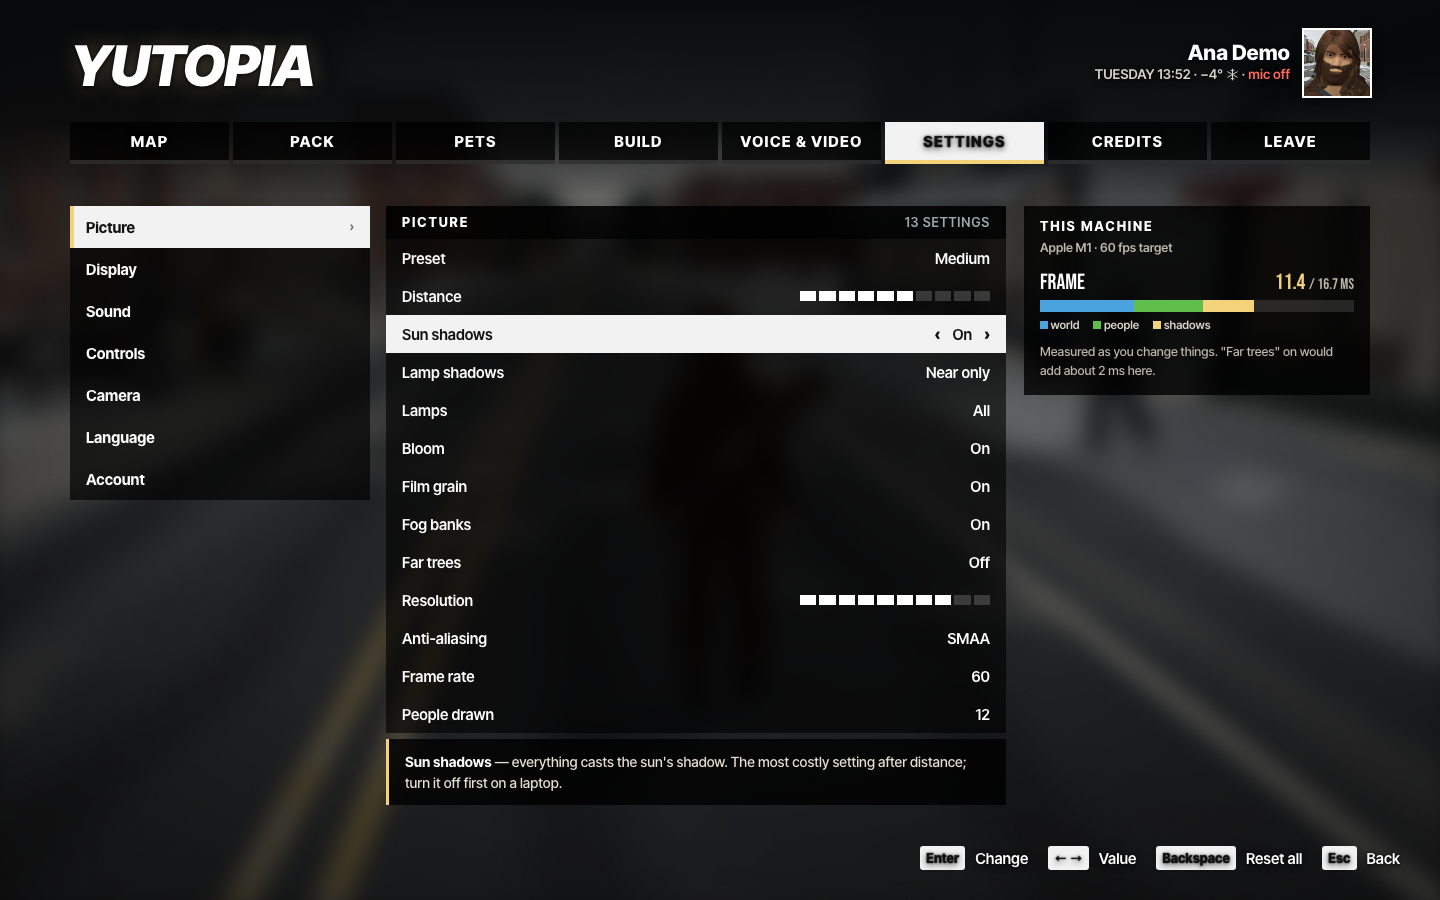 YUTOPIA
Ana Demo
TUESDAY 13:52 · −4° · mic off
MAP
PACK
PETS
BUILD
VOICE & VIDEO
SETTINGS
CREDITS
LEAVE
Picture ›
Display
Sound
Controls
Camera
Language
Account
PICTURE 13 SETTINGS
Preset Medium
Distance
Sun shadows ‹ On ›
Lamp shadows Near only
Lamps All
Bloom On
Film grain On
Fog banks On
Far trees Off
Resolution
Anti-aliasing SMAA
Frame rate 60
People drawn 12
Sun shadows — everything casts the sun's shadow. The most costly setting after distance;
turn it off first on a laptop.
THIS MACHINE
Apple M1 · 60 fps target
FRAME 11.4 / 16.7 MS
world people shadows
Measured as you change things. "Far trees" on would
add about 2 ms here.
Enter Change ← → Value Backspace Reset all Esc Back